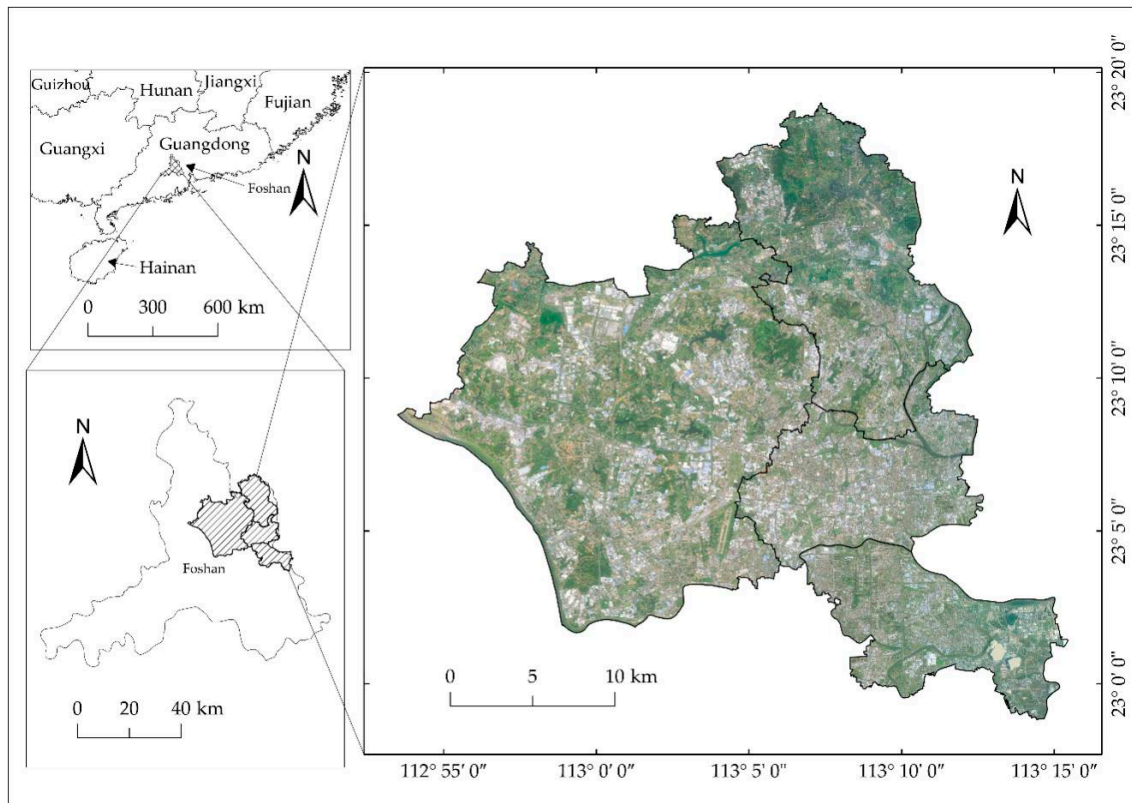 Guizhou
Hunan
Jiangxi
Fujian
Guangxi
Guangdong
N
Foshan
Hainan
0 300 600 km
N
Foshan
0 20 40 km
N
0 5 10 km
23° 20' 0"
23° 15' 0"
23° 10' 0"
23° 5' 0"
23° 0' 0"
112° 55' 0" 113° 0' 0" 113° 5' 0" 113° 10' 0" 113° 15' 0"